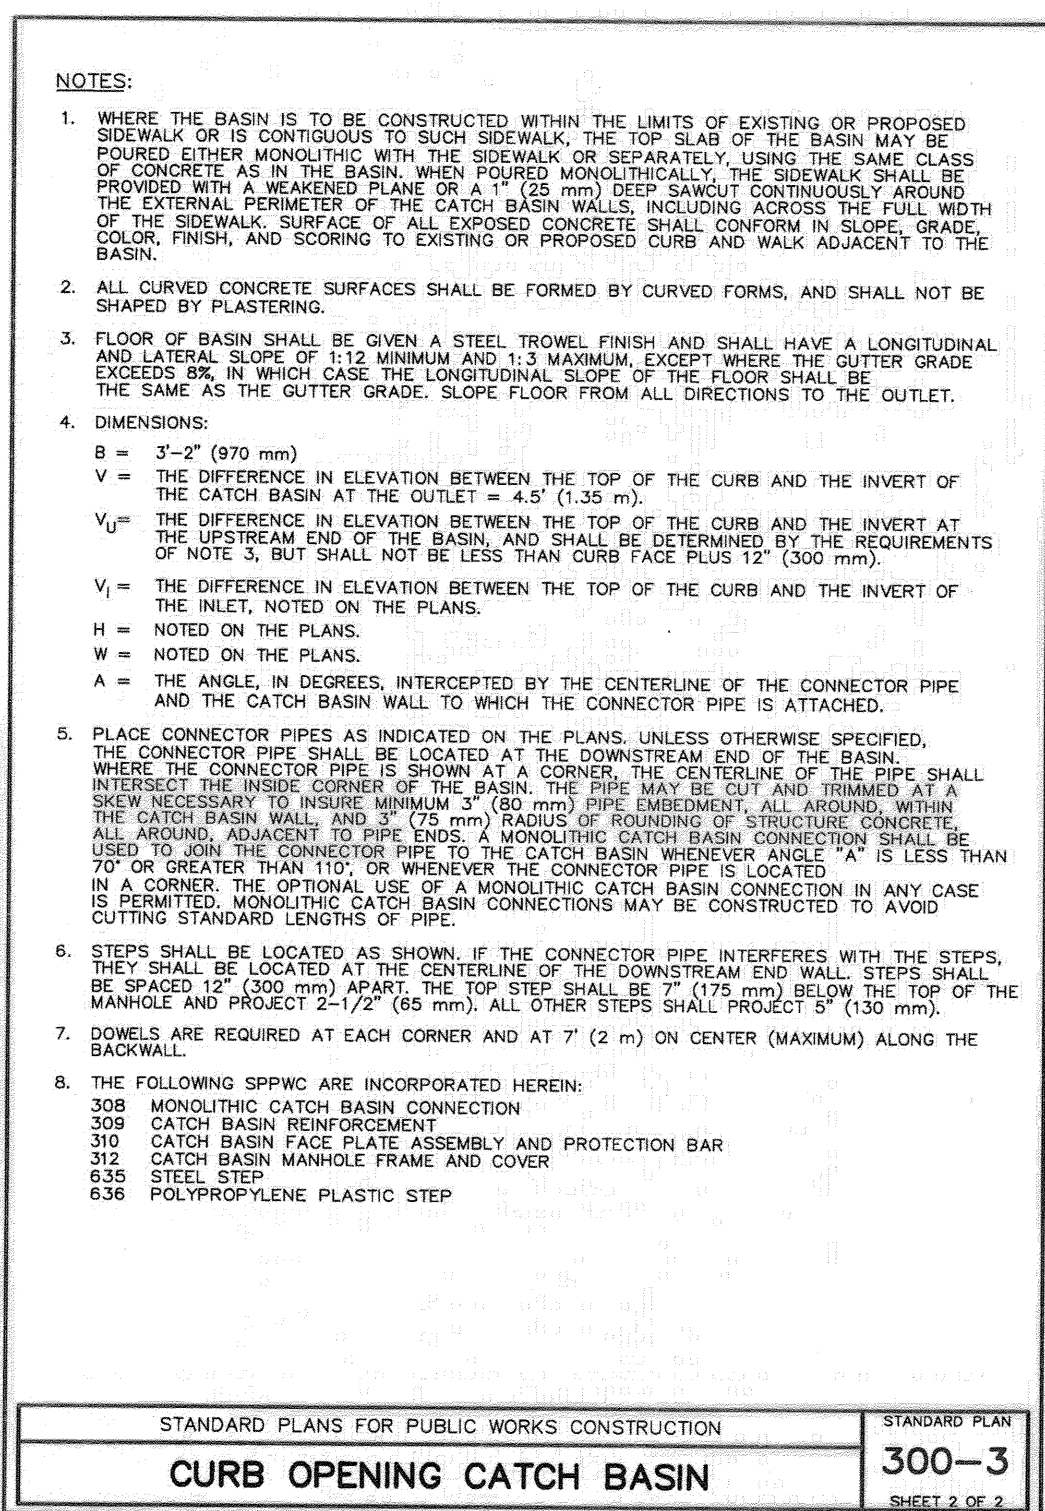 NOTES:
1. WHERE THE BASIN IS TO BE CONSTRUCTED WITHIN THE LIMITS OF EXISTING OR PROPOSED
SIDEWALK OR IS CONTIGUOUS TO SUCH SIDEWALK, THE TOP SLAB OF THE BASIN MAY BE
POURED EITHER MONOLITHIC WITH THE SIDEWALK OR SEPARATELY, USING THE SAME CLASS
OF CONCRETE AS IN THE BASIN. WHEN POURED MONOLITHICALLY, THE SIDEWALK SHALL BE
PROVIDED WITH A WEAKENED PLANE OR A 1" (25 mm) DEEP SAWCUT CONTINUOUSLY AROUND
THE EXTERNAL PERIMETER OF THE CATCH BASIN WALLS, INCLUDING ACROSS THE FULL WIDTH
OF THE SIDEWALK. SURFACE OF ALL EXPOSED CONCRETE SHALL CONFORM IN SLOPE, GRADE,
COLOR, FINISH, AND SCORING TO EXISTING OR PROPOSED CURB AND WALK ADJACENT TO THE
BASIN.
2. ALL CURVED CONCRETE SURFACES SHALL BE FORMED BY CURVED FORMS, AND SHALL NOT BE
SHAPED BY PLASTERING.
3. FLOOR OF BASIN SHALL BE GIVEN A STEEL TROWEL FINISH AND SHALL HAVE A LONGITUDINAL
AND LATERAL SLOPE OF 1:12 MINIMUM AND 1:3 MAXIMUM, EXCEPT WHERE THE GUTTER GRADE
EXCEEDS 8%, IN WHICH CASE THE LONGITUDINAL SLOPE OF THE FLOOR SHALL BE
THE SAME AS THE GUTTER GRADE. SLOPE FLOOR FROM ALL DIRECTIONS TO THE OUTLET.
4. DIMENSIONS:
B = 3'-2" (970 mm)
V = THE DIFFERENCE IN ELEVATION BETWEEN THE TOP OF THE CURB AND THE INVERT OF
THE CATCH BASIN AT THE OUTLET = 4.5' (1.35 m).
VU= THE DIFFERENCE IN ELEVATION BETWEEN THE TOP OF THE CURB AND THE INVERT AT
THE UPSTREAM END OF THE BASIN, AND SHALL BE DETERMINED BY THE REQUIREMENTS
OF NOTE 3, BUT SHALL NOT BE LESS THAN CURB FACE PLUS 12" (300 mm).
VI = THE DIFFERENCE IN ELEVATION BETWEEN THE TOP OF THE CURB AND THE INVERT OF
THE INLET, NOTED ON THE PLANS.
H = NOTED ON THE PLANS.
W = NOTED ON THE PLANS.
A = THE ANGLE, IN DEGREES, INTERCEPTED BY THE CENTERLINE OF THE CONNECTOR PIPE
AND THE CATCH BASIN WALL TO WHICH THE CONNECTOR PIPE IS ATTACHED.
5. PLACE CONNECTOR PIPES AS INDICATED ON THE PLANS. UNLESS OTHERWISE SPECIFIED,
THE CONNECTOR PIPE SHALL BE LOCATED AT THE DOWNSTREAM END OF THE BASIN.
WHERE THE CONNECTOR PIPE IS SHOWN AT A CORNER, THE CENTERLINE OF THE PIPE SHALL
INTERSECT THE INSIDE CORNER OF THE BASIN. THE PIPE MAY BE CUT AND TRIMMED AT A
SKEW NECESSARY TO INSURE MINIMUM 3" (80 mm) PIPE EMBEDMENT, ALL AROUND, WITHIN
THE CATCH BASIN WALL, AND 3" (75 mm) RADIUS OF ROUNDING OF STRUCTURE CONCRETE,
ALL AROUND, ADJACENT TO PIPE ENDS. A MONOLITHIC CATCH BASIN CONNECTION SHALL BE
USED TO JOIN THE CONNECTOR PIPE TO THE CATCH BASIN WHENEVER ANGLE "A" IS LESS THAN
70° OR GREATER THAN 110°, OR WHENEVER THE CONNECTOR PIPE IS LOCATED
IN A CORNER. THE OPTIONAL USE OF A MONOLITHIC CATCH BASIN CONNECTION IN ANY CASE
IS PERMITTED. MONOLITHIC CATCH BASIN CONNECTIONS MAY BE CONSTRUCTED TO AVOID
CUTTING STANDARD LENGTHS OF PIPE.
6. STEPS SHALL BE LOCATED AS SHOWN. IF THE CONNECTOR PIPE INTERFERES WITH THE STEPS,
THEY SHALL BE LOCATED AT THE CENTERLINE OF THE DOWNSTREAM END WALL. STEPS SHALL
BE SPACED 12" (300 mm) APART. THE TOP STEP SHALL BE 7" (175 mm) BELOW THE TOP OF THE
MANHOLE AND PROJECT 2-1/2" (65 mm). ALL OTHER STEPS SHALL PROJECT 5" (130 mm).
7. DOWELS ARE REQUIRED AT EACH CORNER AND AT 7' (2 m) ON CENTER (MAXIMUM) ALONG THE
BACKWALL.
8. THE FOLLOWING SPPWC ARE INCORPORATED HEREIN:
308 MONOLITHIC CATCH BASIN CONNECTION
309 CATCH BASIN REINFORCEMENT
310 CATCH BASIN FACE PLATE ASSEMBLY AND PROTECTION BAR
312 CATCH BASIN MANHOLE FRAME AND COVER
635 STEEL STEP
636 POLYPROPYLENE PLASTIC STEP
STANDARD PLANS FOR PUBLIC WORKS CONSTRUCTION
CURB OPENING CATCH BASIN
STANDARD PLAN
300-3
SHEET 2 OF 2